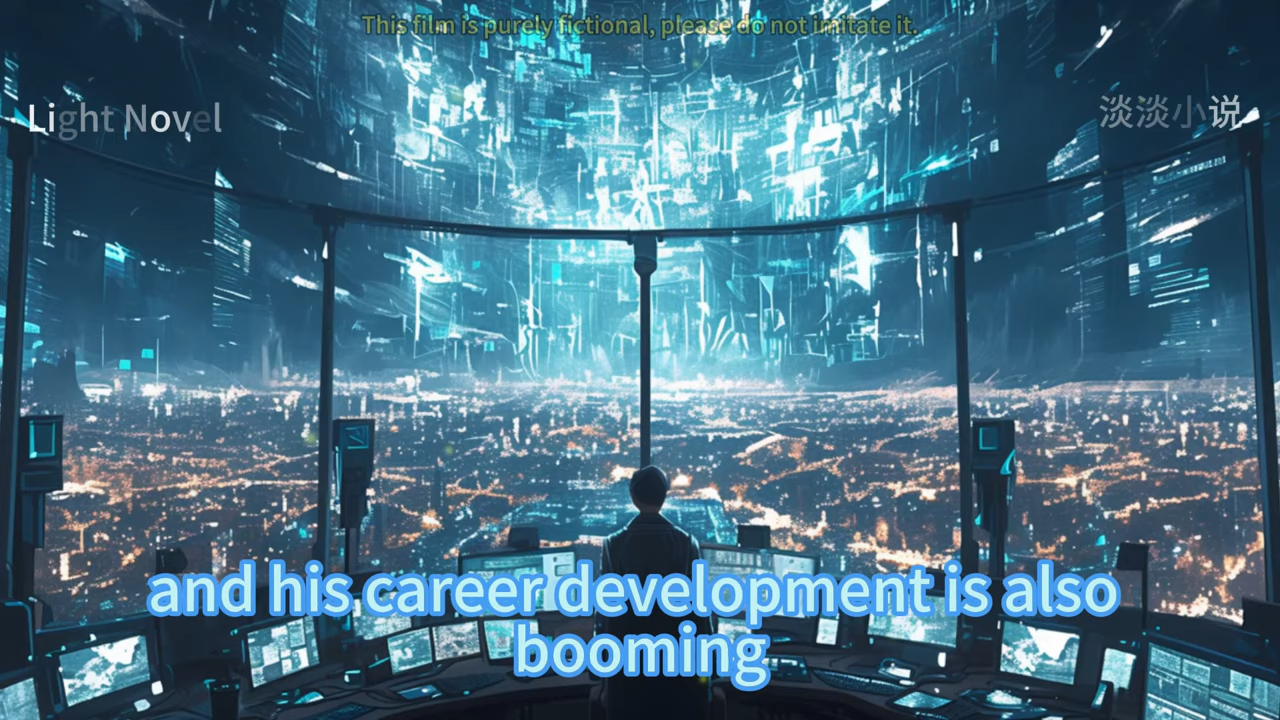 This film is purely fictional, please do not imitate it.
Light Novel
淡淡小说
and his career development is also
booming